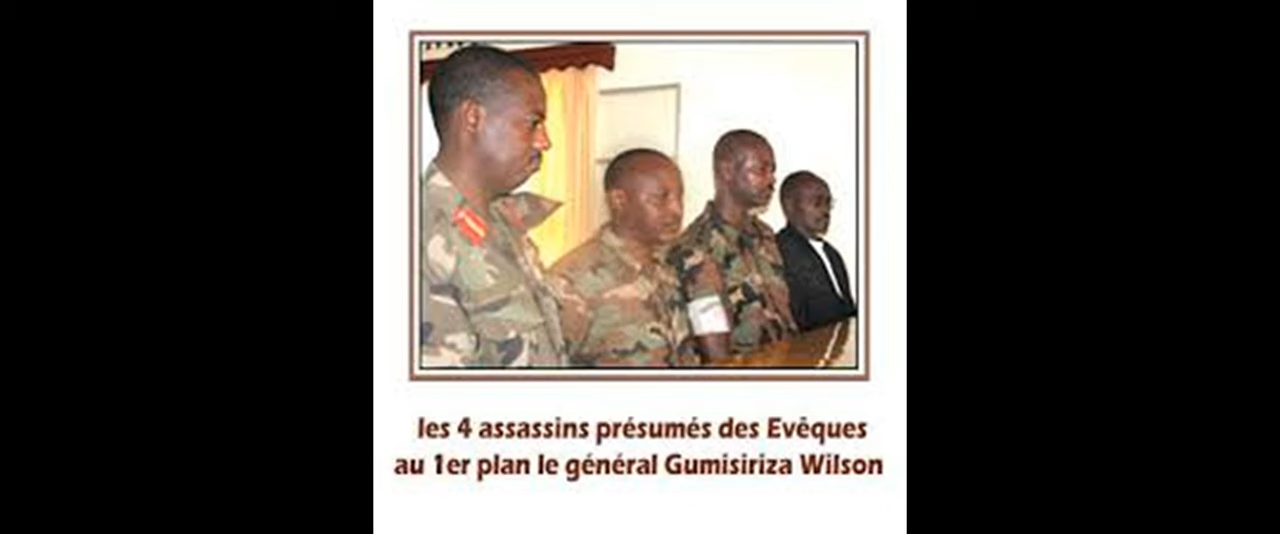 les 4 assassins présumés des Evêques
au 1er plan le général Gumisiriza Wilson